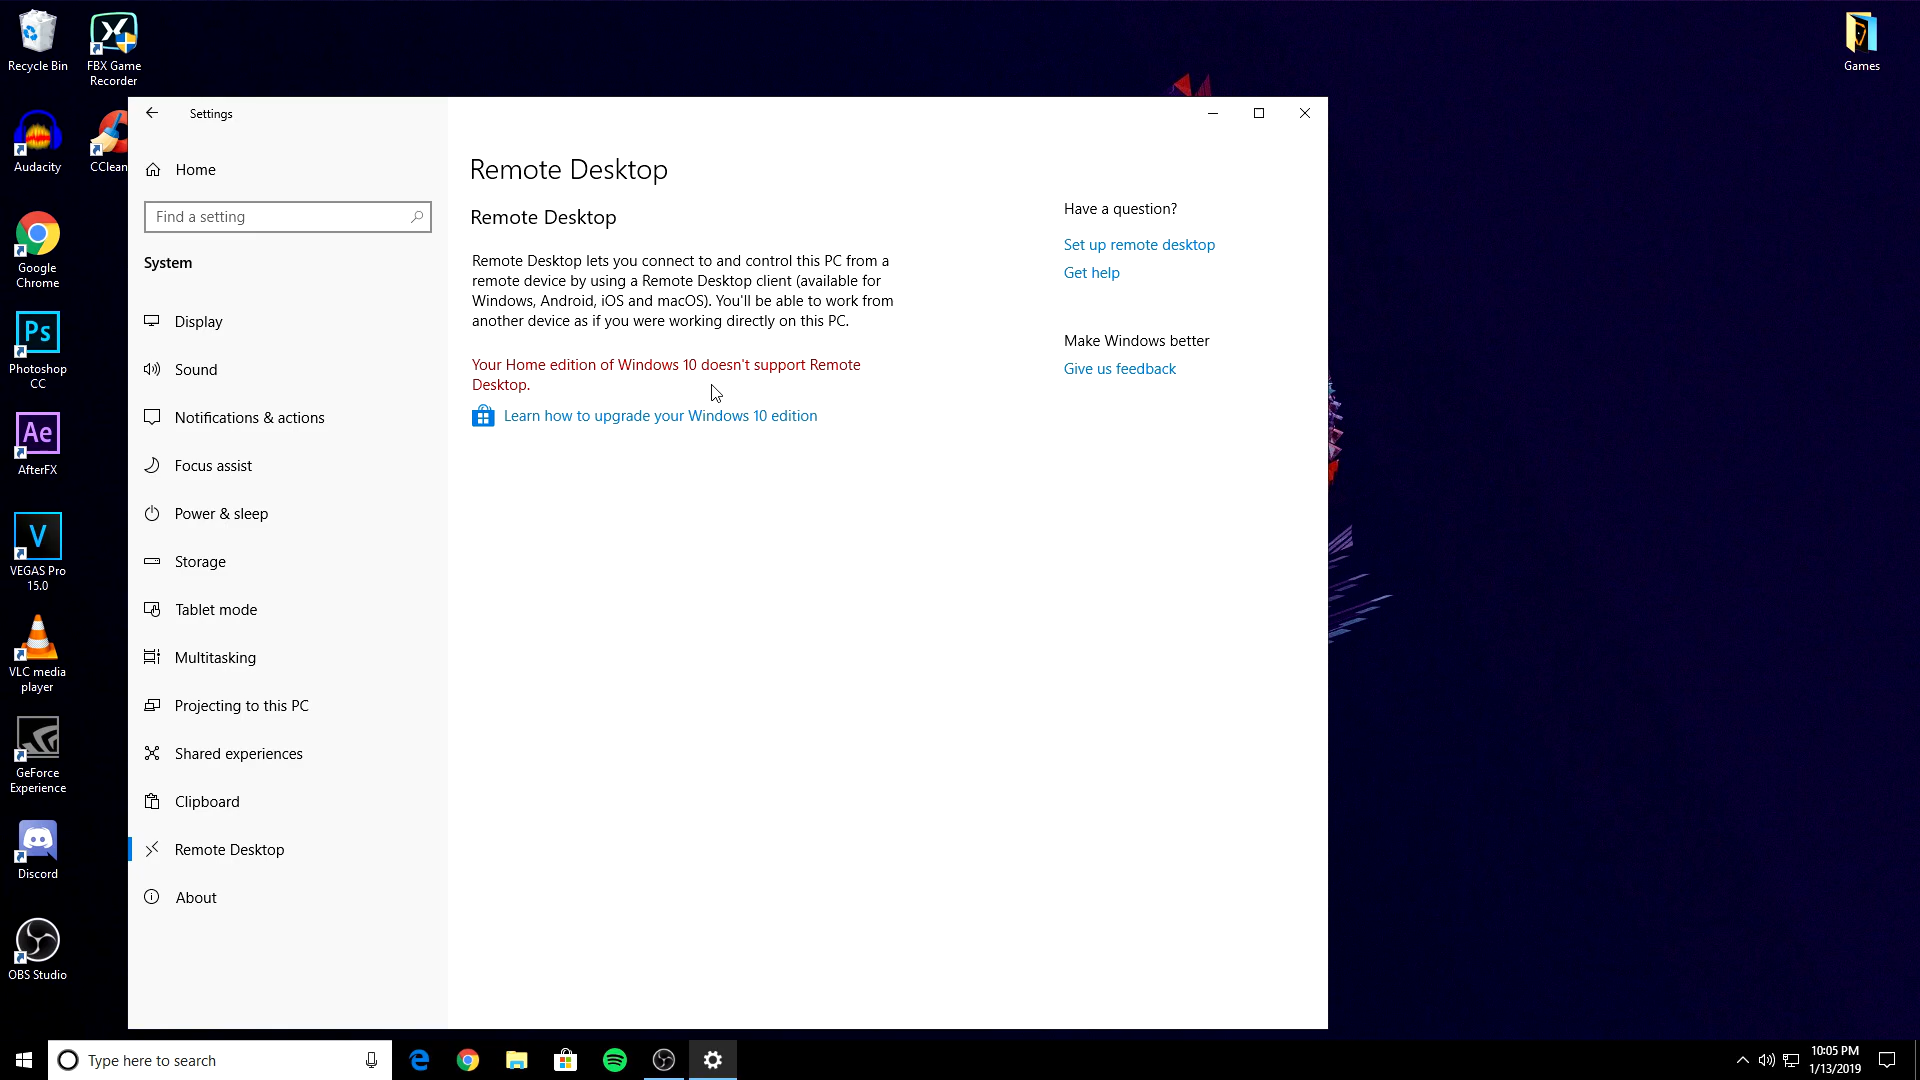 Recycle Bin
FBX Game
Recorder
Games
Audacity
CClean
Google
Chrome
Ps
Photoshop
CC
Ae
AfterFX
V
VEGAS Pro
15.0
VLC media
player
GeForce
Experience
Discord
OBS Studio
Settings
Home
Find a setting
System
Display
Sound
Notifications & actions
Focus assist
Power & sleep
Storage
Tablet mode
Multitasking
Projecting to this PC
Shared experiences
Clipboard
Remote Desktop
About
Remote Desktop
Remote Desktop
Remote Desktop lets you connect to and control this PC from a
remote device by using a Remote Desktop client (available for
Windows, Android, iOS and macOS). You'll be able to work from
another device as if you were working directly on this PC.
Your Home edition of Windows 10 doesn't support Remote
Desktop.
Learn how to upgrade your Windows 10 edition
Have a question?
Set up remote desktop
Get help
Make Windows better
Give us feedback
Type here to search
10:05 PM
1/13/2019